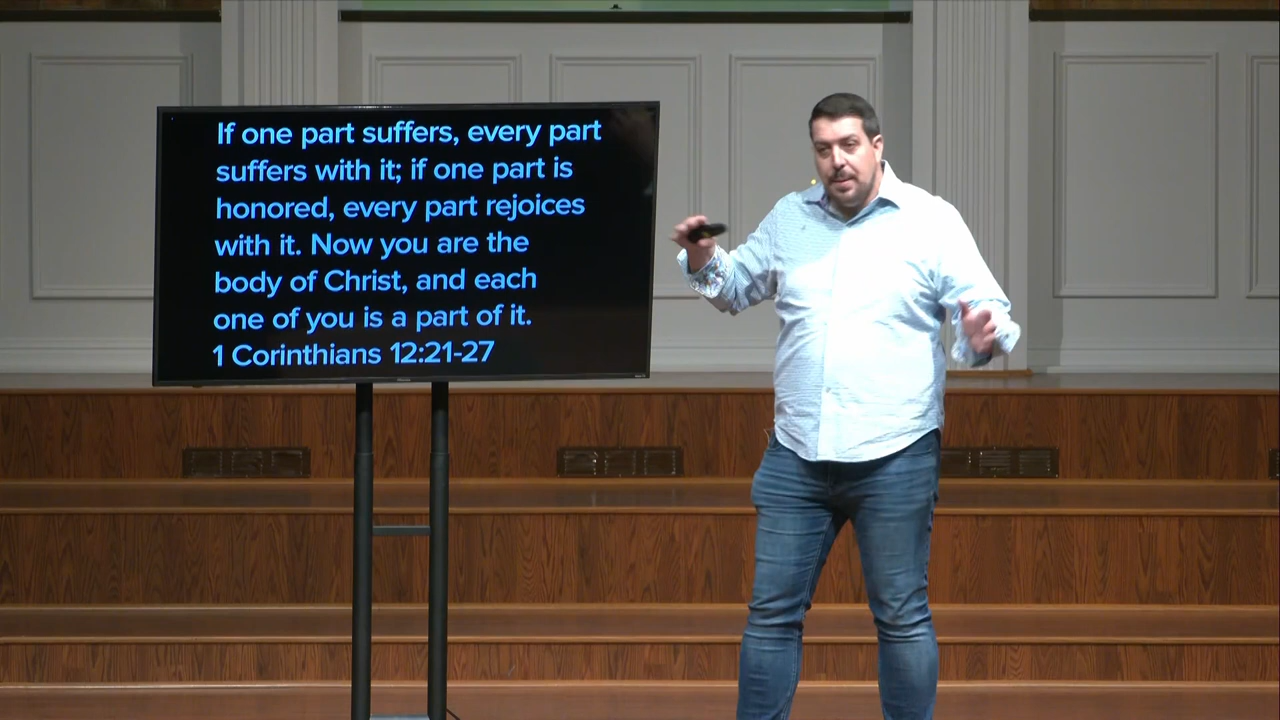 If one part suffers, every part
suffers with it; if one part is
honored, every part rejoices
with it. Now you are the
body of Christ, and each
one of you is a part of it.
1 Corinthians 12:21-27